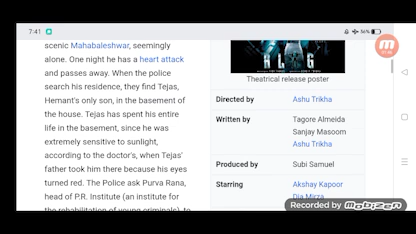 7:41
56%
scenic Mahabaleshwar, seemingly
alone. One night he has a heart attack
and passes away. When the police
search his residence, they find Tejas,
Hemant's only son, in the basement of
the house. Tejas has spent his entire
life in the basement, since he was
extremely sensitive to sunlight,
according to the doctor's, when Tejas'
father took him there because his eyes
turned red. The Police ask Purva Rana,
head of P.R. Institute (an institute for
the rehabilitation of young criminals), to
Theatrical release poster
Directed by Ashu Trikha
Written by Tagore Almeida
Sanjay Masoom
Ashu Trikha
Produced by Subi Samuel
Starring Akshay Kapoor
Dia Mirza
Recorded by Mobizen